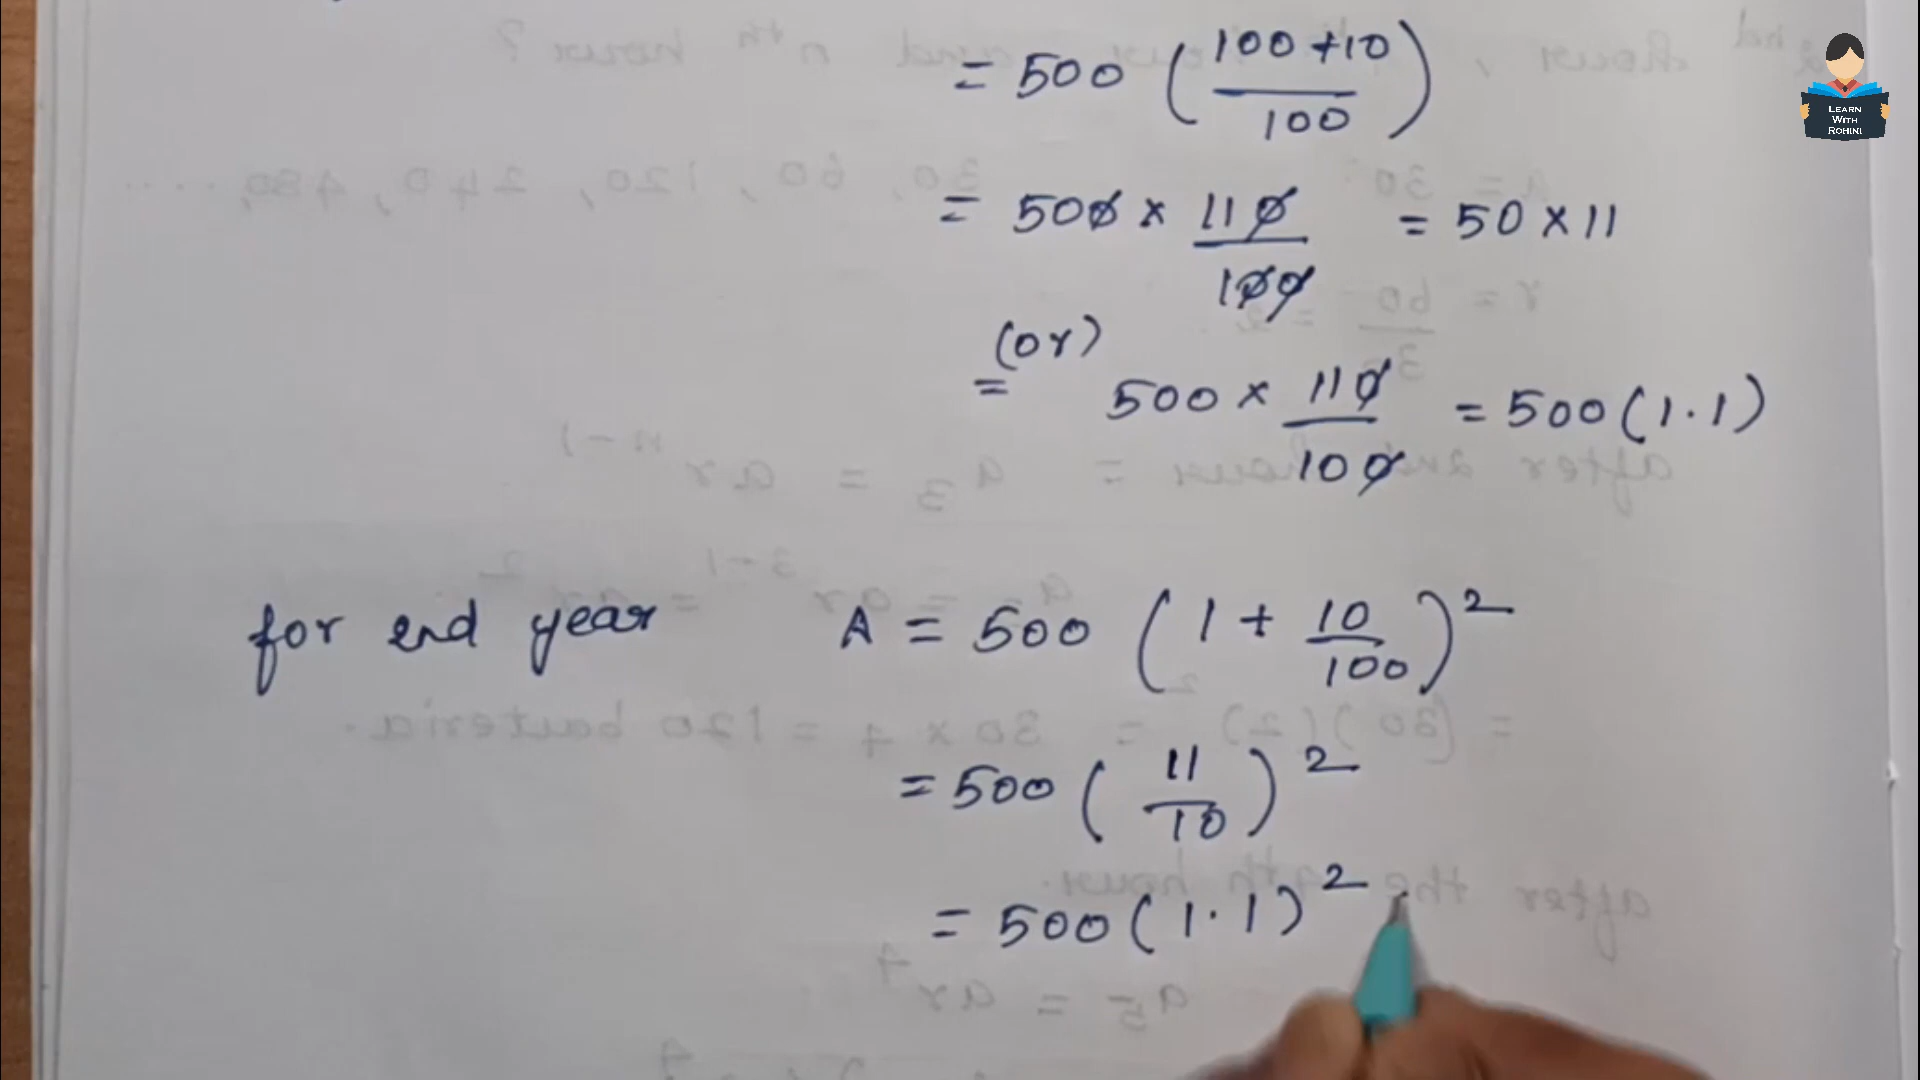 = 500 (100 +10 / 100)
= 500 × 110 / 100 = 50 × 11
(or)
= 500 × 110 / 100 = 500 (1.1)
for end year A = 500 (1 + 10 / 100)²
= 500 (11 / 10)²
= 500 (1.1)²
LEARN
WITH
ROHINI